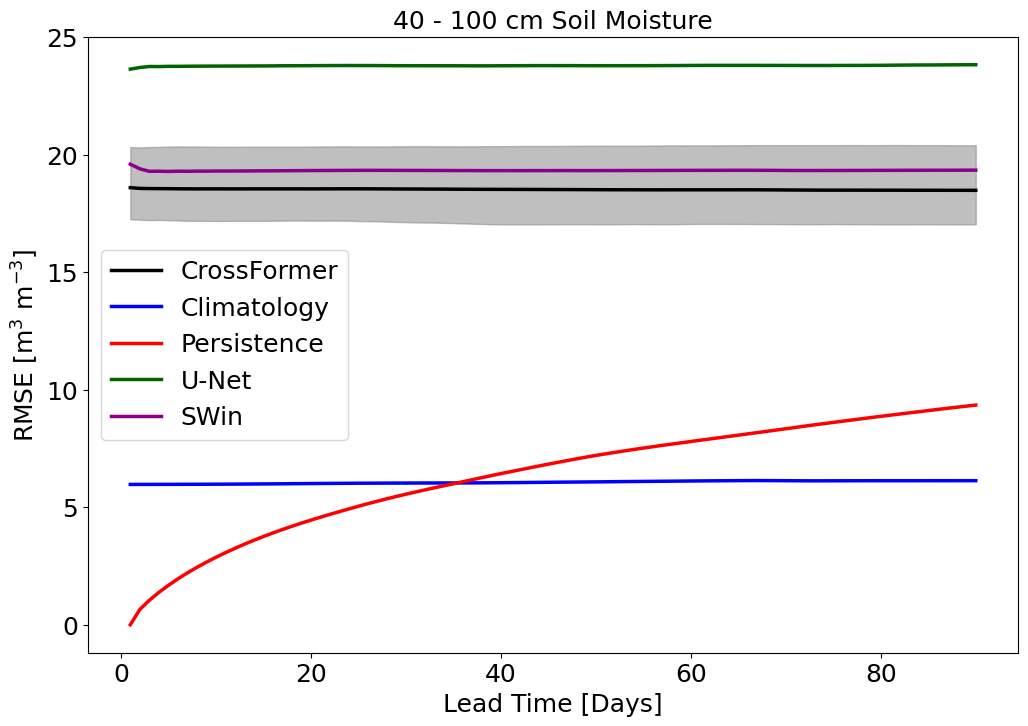 40 - 100 cm Soil Moisture
RMSE [m³ m⁻³]
25
20
15
10
5
0
CrossFormer
Climatology
Persistence
U-Net
SWin
0 20 40 60 80
Lead Time [Days]